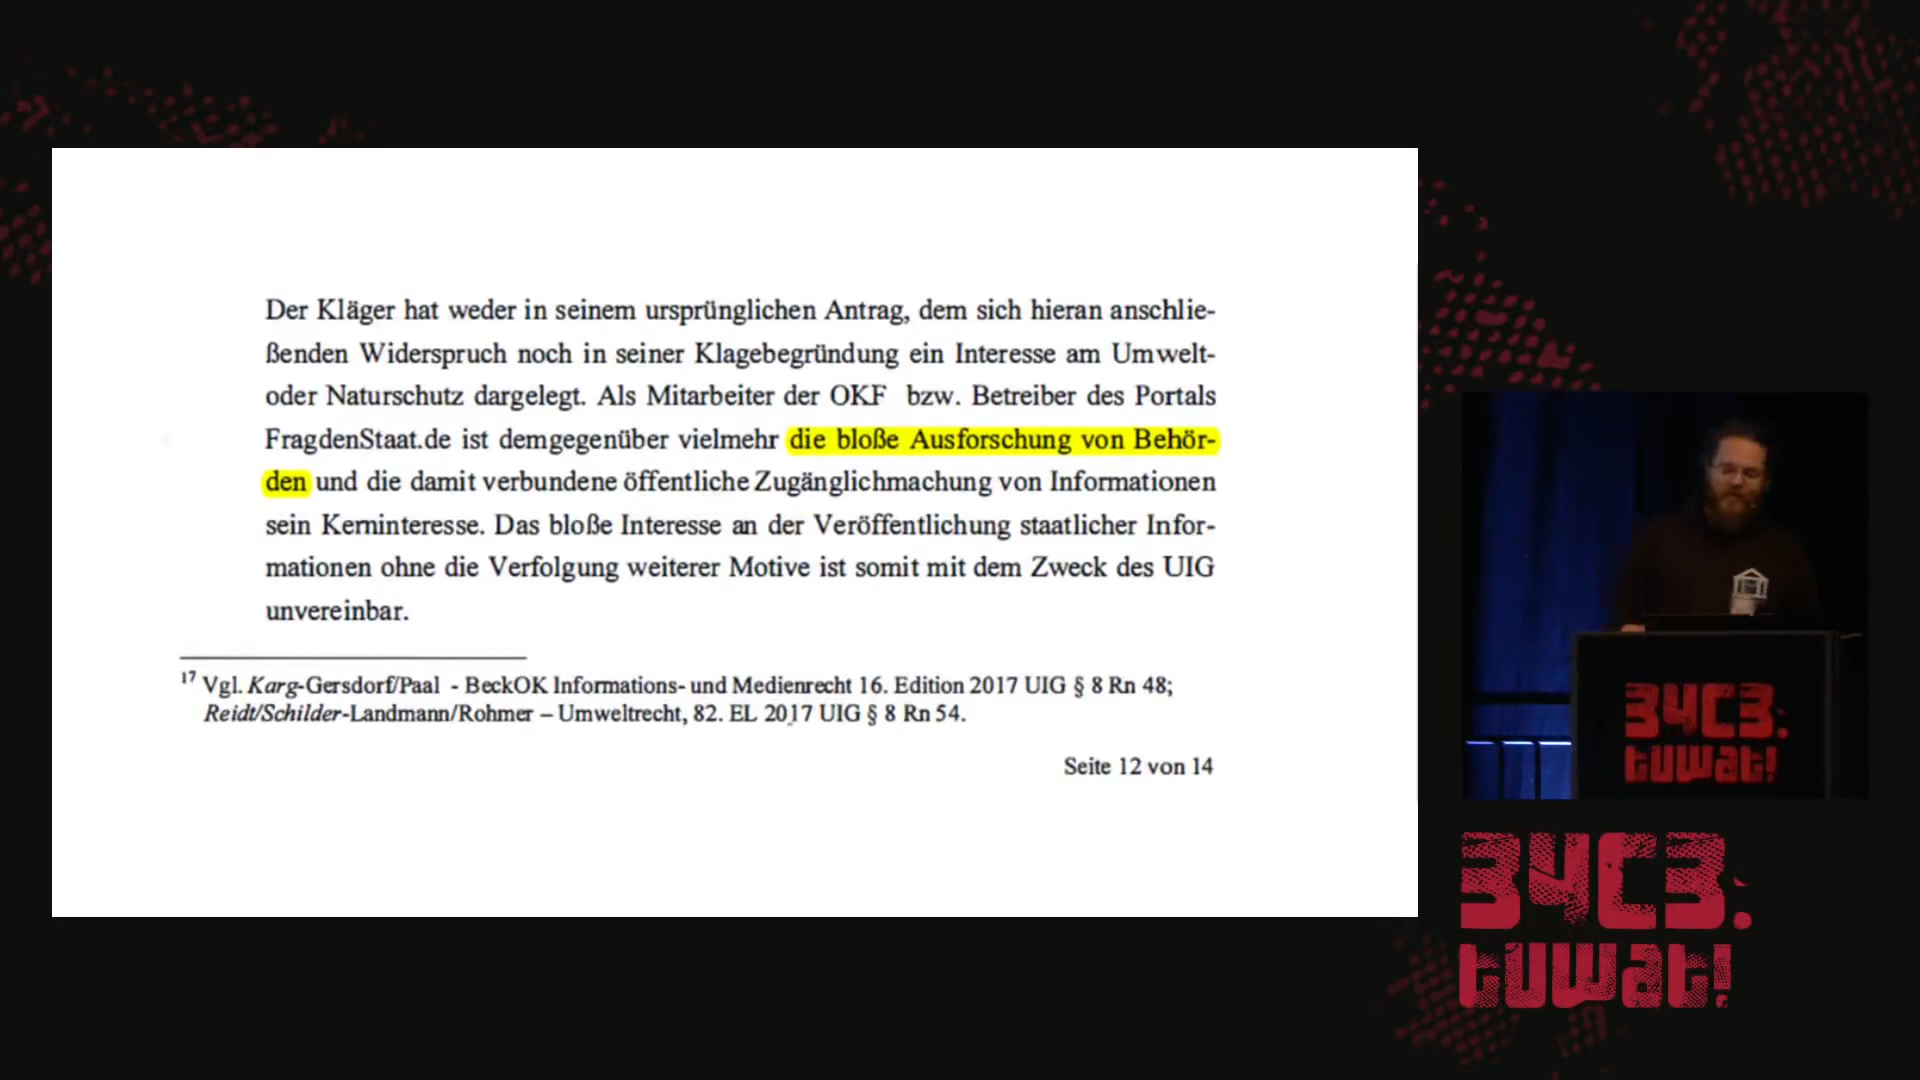 Der Kläger hat weder in seinem ursprünglichen Antrag, dem sich hieran anschlie-
ßenden Widerspruch noch in seiner Klagebegründung ein Interesse am Umwelt-
oder Naturschutz dargelegt. Als Mitarbeiter der OKF bzw. Betreiber des Portals
FragdenStaat.de ist demgegenüber vielmehr die bloße Ausforschung von Behör-
den und die damit verbundene öffentliche Zugänglichmachung von Informationen
sein Kerninteresse. Das bloße Interesse an der Veröffentlichung staatlicher Infor-
mationen ohne die Verfolgung weiterer Motive ist somit mit dem Zweck des UIG
unvereinbar.
17 Vgl. Karg-Gersdorf/Paal - BeckOK Informations- und Medienrecht 16. Edition 2017 UIG § 8 Rn 48;
Reidt/Schilder-Landmann/Rohmer – Umweltrecht, 82. EL 2017 UIG § 8 Rn 54.
Seite 12 von 14
34C3.
tuwat!
34C3.
tuwat!